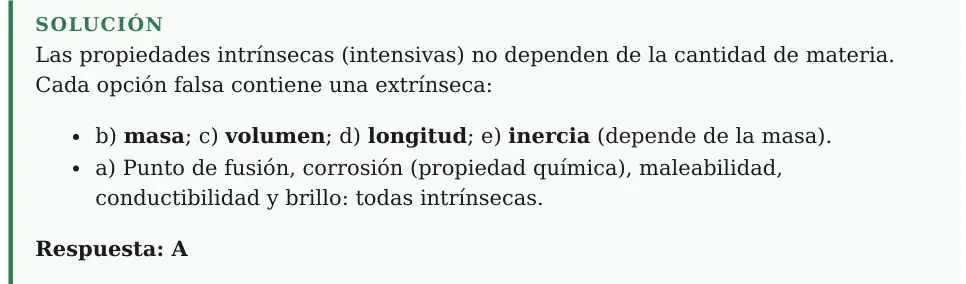 SOLUCIÓN
Las propiedades intrínsecas (intensivas) no dependen de la cantidad de materia.
Cada opción falsa contiene una extrínseca:
• b) masa; c) volumen; d) longitud; e) inercia (depende de la masa).
• a) Punto de fusión, corrosión (propiedad química), maleabilidad,
conductibilidad y brillo: todas intrínsecas.
Respuesta: A